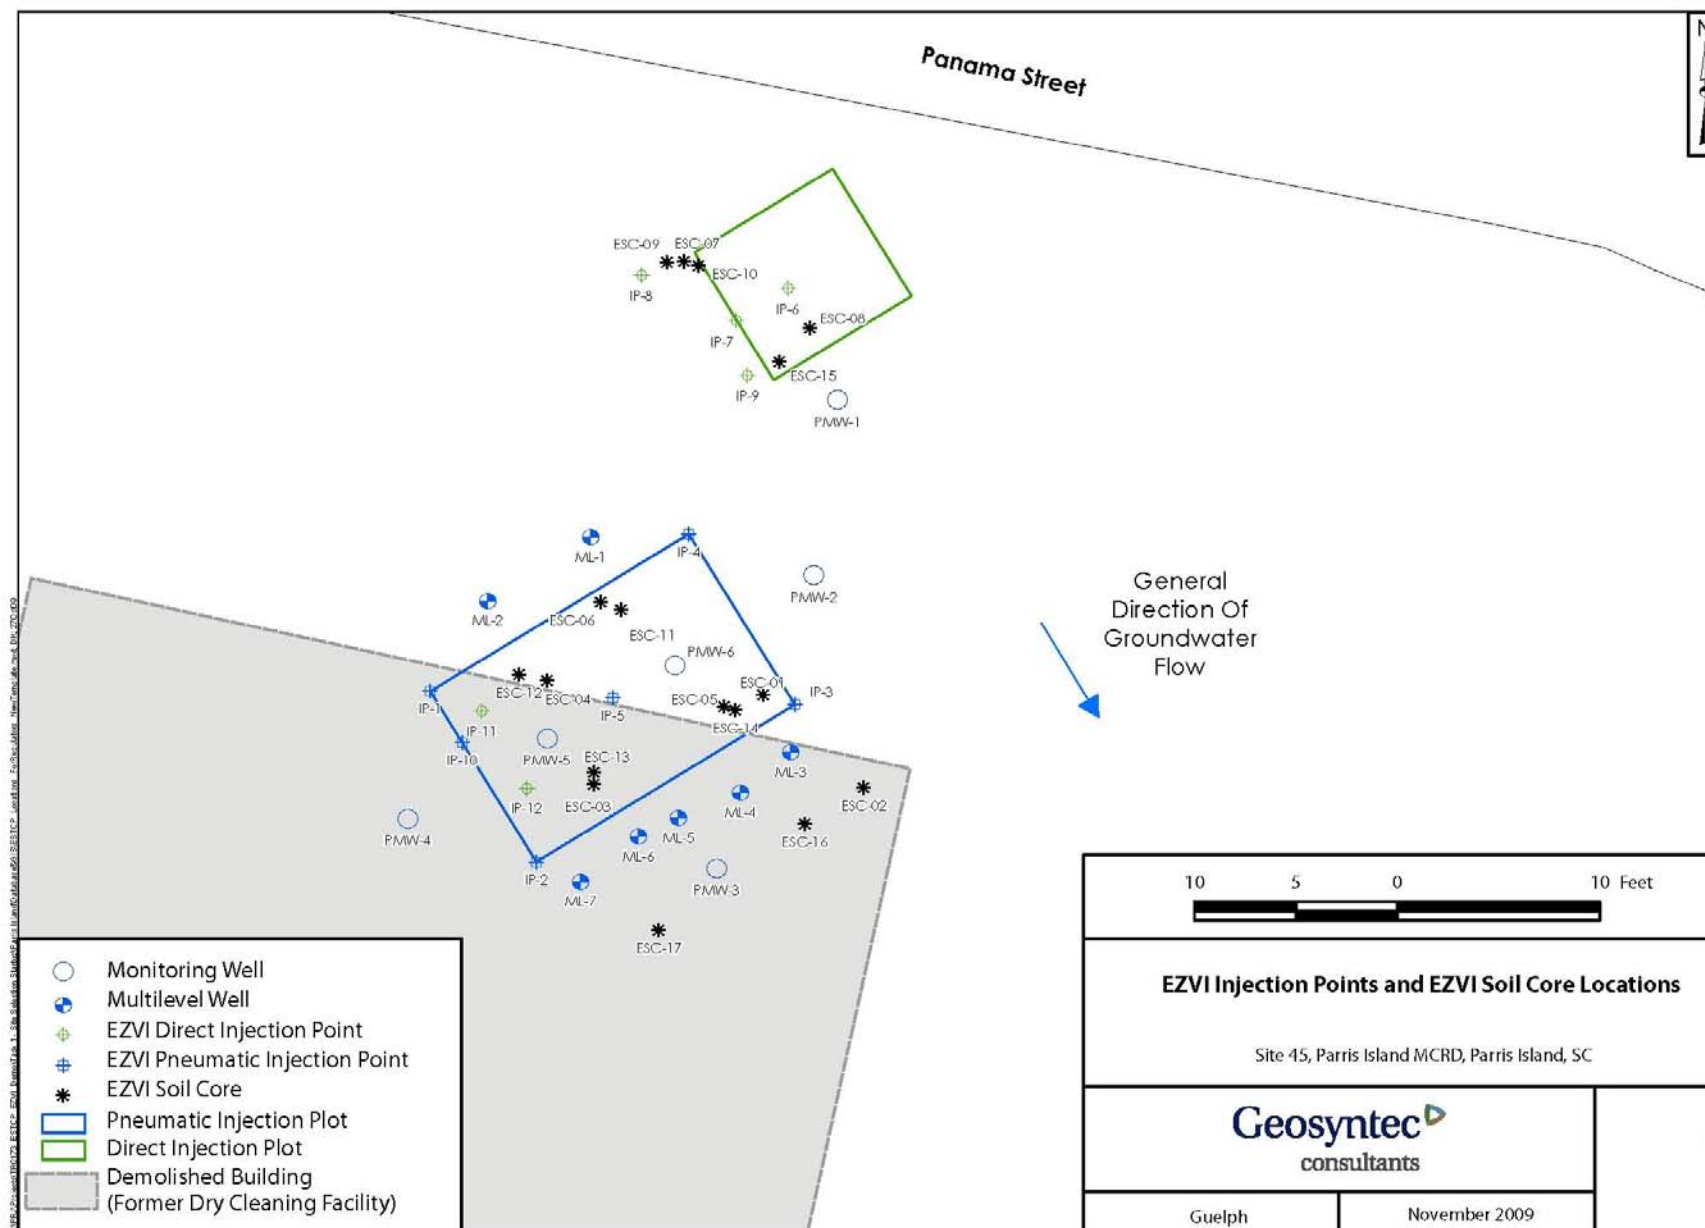 Panama Street
N
ESC-09
ESC-07
ESC-10
IP-8
IP-6
ESC-08
IP-7
ESC-15
IP-9
PMW-1
ML-1
IP-4
PMW-2
ML-2
ESC-06
ESC-11
PMW-6
ESC-12
ESC-04
ESC-01
IP-3
ESC-05
IP-1
IP-5
IP-11
ESC-14
IP-10
PMW-5
ESC-13
ML-3
IP-12
ESC-03
ESC-02
PMW-4
ML-4
ML-5
ESC-16
ML-6
IP-2
ML-7
PMW-3
ESC-17
General
Direction Of
Groundwater
Flow
Monitoring Well
Multilevel Well
EZVI Direct Injection Point
EZVI Pneumatic Injection Point
EZVI Soil Core
Pneumatic Injection Plot
Direct Injection Plot
Demolished Building
(Former Dry Cleaning Facility)
10 5 0 10 Feet
EZVI Injection Points and EZVI Soil Core Locations
Site 45, Parris Island MCRD, Parris Island, SC
Geosyntec
consultants
Guelph
November 2009